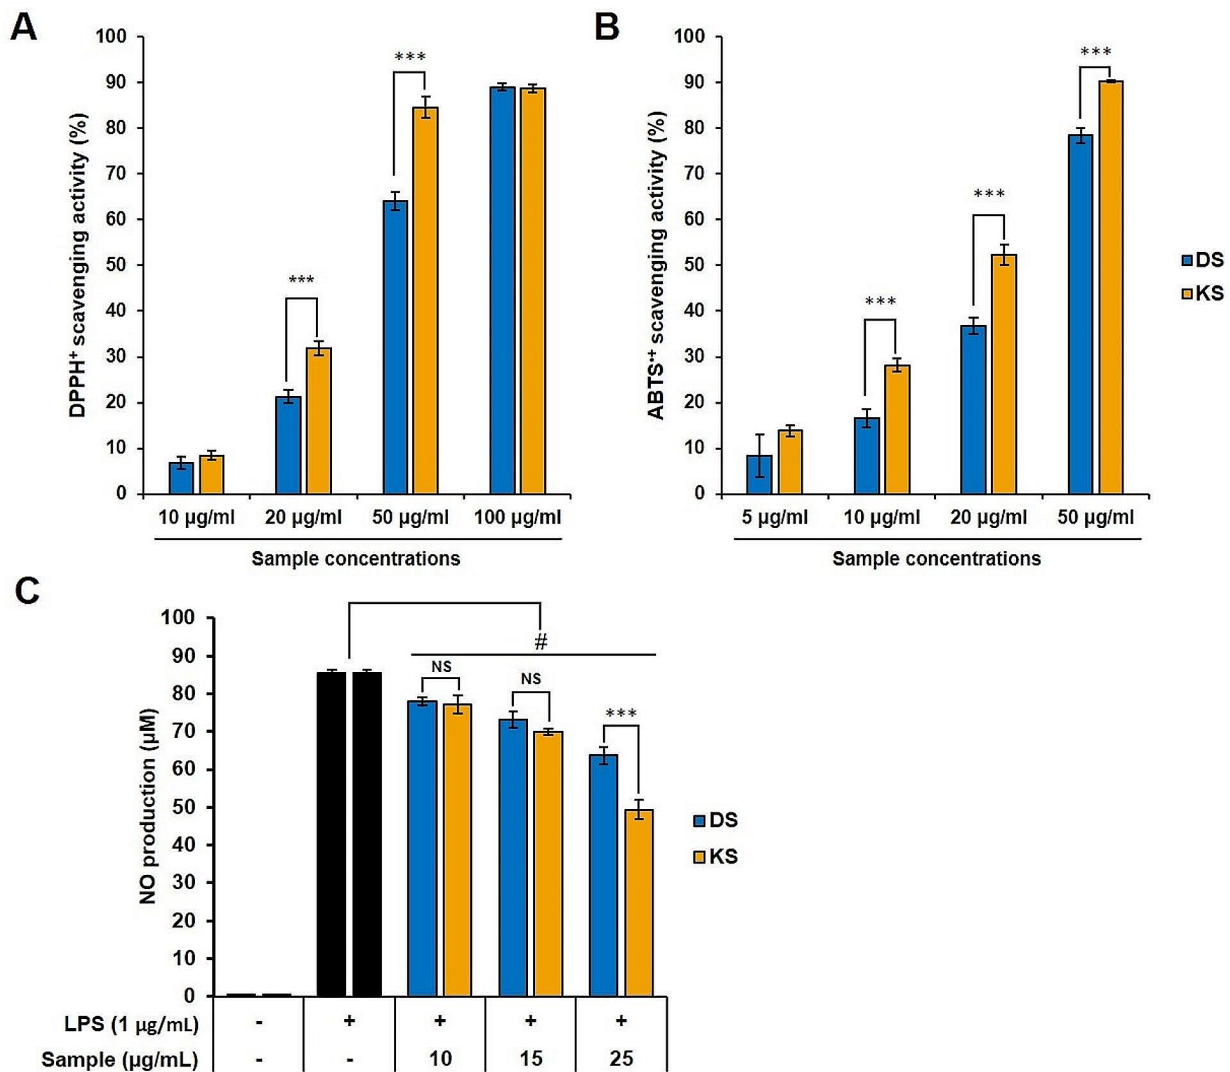 A
DPPH⁺ scavenging activity (%)
100
90
80
70
60
50
40
30
20
10
0
***
***
10 µg/ml 20 µg/ml 50 µg/ml 100 µg/ml
Sample concentrations
B
ABTS•⁺ scavenging activity (%)
100
90
80
70
60
50
40
30
20
10
0
***
***
***
5 µg/ml 10 µg/ml 20 µg/ml 50 µg/ml
Sample concentrations
DS
KS
C
NO production (µM)
100
90
80
70
60
50
40
30
20
10
0
#
NS
NS
***
DS
KS
LPS (1 µg/mL) - + + + +
Sample (µg/mL) - - 10 15 25